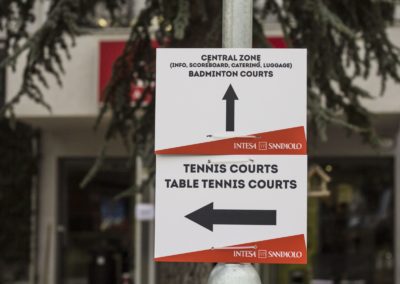 CENTRAL ZONE
(INFO, SCOREBOARD, CATERING, LUGGAGE)
BADMINTON COURTS
INTESA SANPAOLO
TENNIS COURTS
TABLE TENNIS COURTS
INTESA SANPAOLO